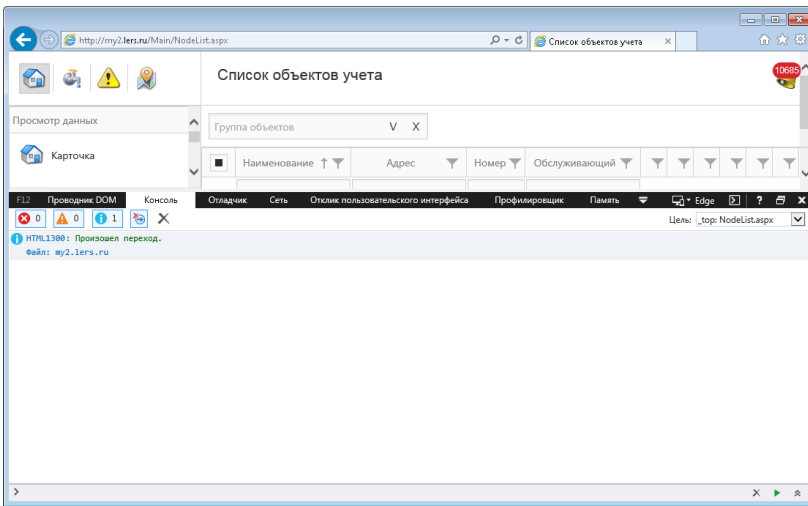 http://my2.lers.ru/Main/NodeList.aspx
Список объектов учета
Список объектов учета
10685
Просмотр данных
Карточка
Группа объектов V X
Наименование Адрес Номер Обслуживающий
F12 Проводник DOM Консоль Отладчик Сеть Отклик пользовательского интерфейса Профилировщик Память Edge ?
0 0 1
Цель: _top: NodeList.aspx
HTML1300: Произошел переход.
Файл: my2.lers.ru